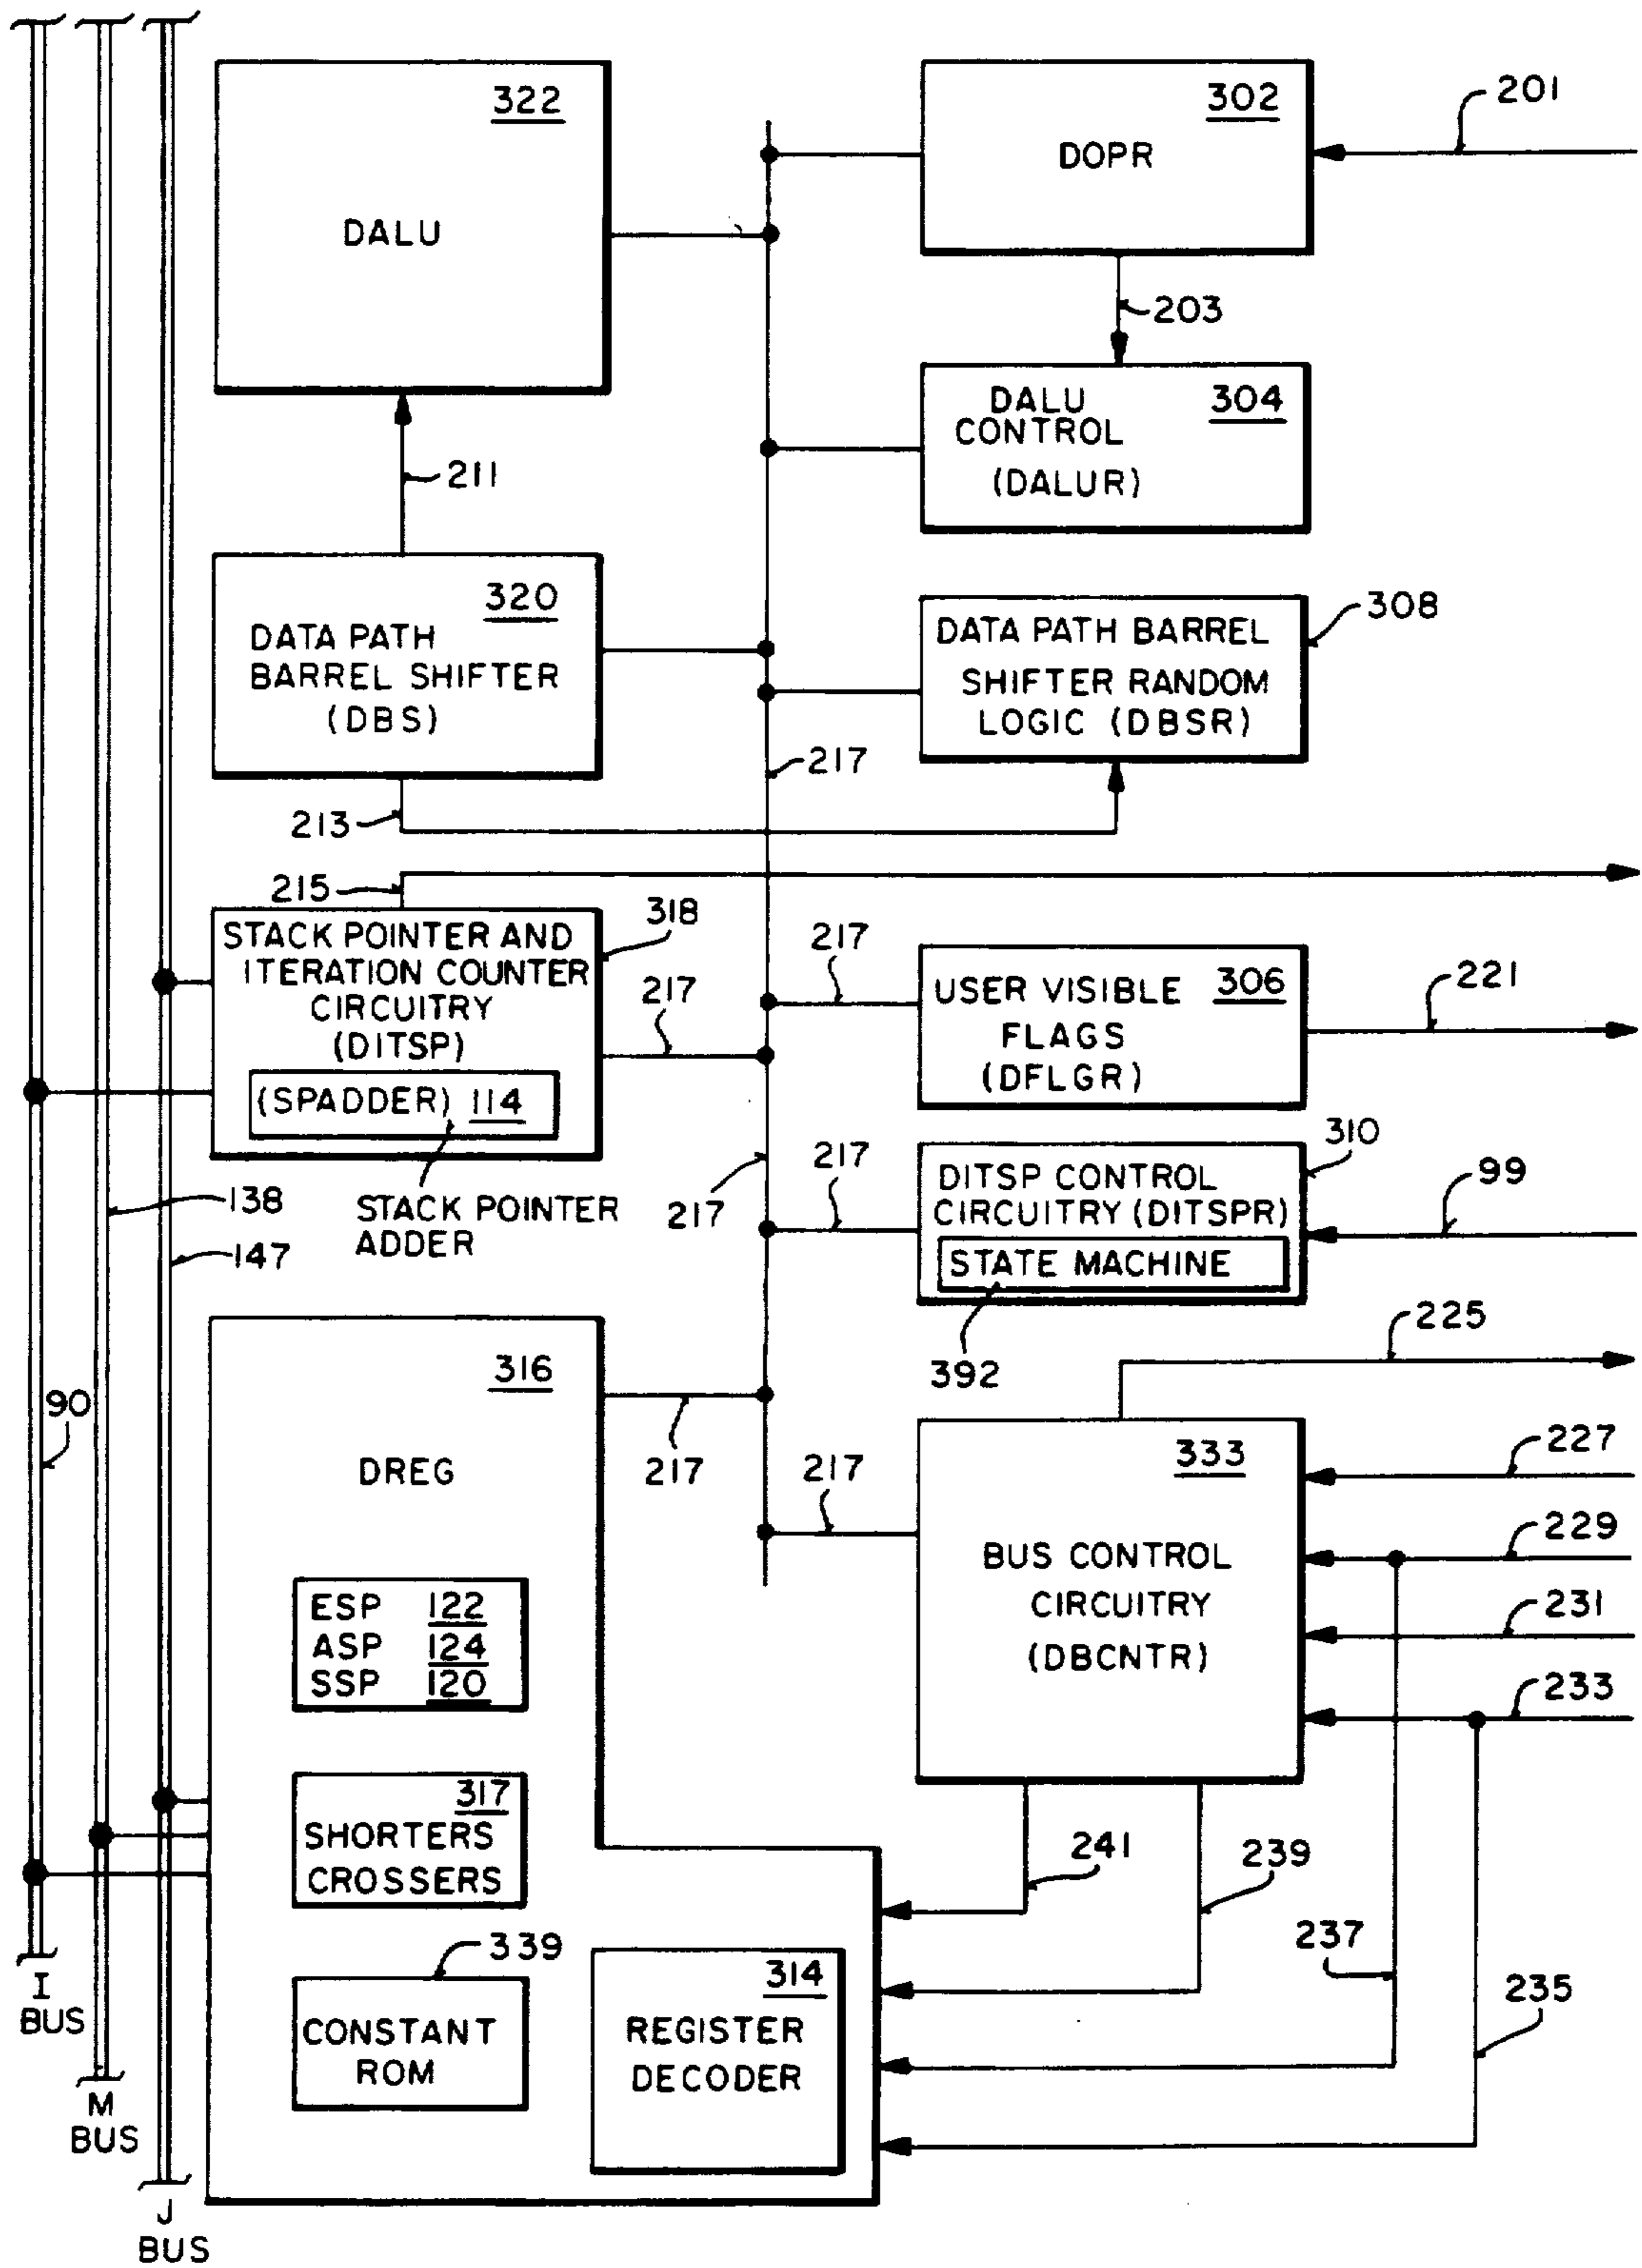 322
DALU
302
DOPR
201
203
DALU
CONTROL
(DALUR)
304
211
320
DATA PATH
BARREL SHIFTER
(DBS)
308
DATA PATH BARREL
SHIFTER RANDOM
LOGIC (DBSR)
217
213
215
318
STACK POINTER AND
ITERATION COUNTER
CIRCUITRY
(DITSP)
(SPADDER) 114
217
217
306
USER VISIBLE
FLAGS
(DFLGR)
221
138
STACK POINTER
ADDER
147
217
217
310
DITSP CONTROL
CIRCUITRY (DITSPR)
STATE MACHINE
99
392
225
90
316
DREG
217
217
333
BUS CONTROL
CIRCUITRY
(DBCNTR)
227
229
231
233
ESP 122
ASP 124
SSP 120
317
SHORTERS
CROSSERS
241
239
237
235
339
CONSTANT
ROM
314
REGISTER
DECODER
I
BUS
M
BUS
J
BUS